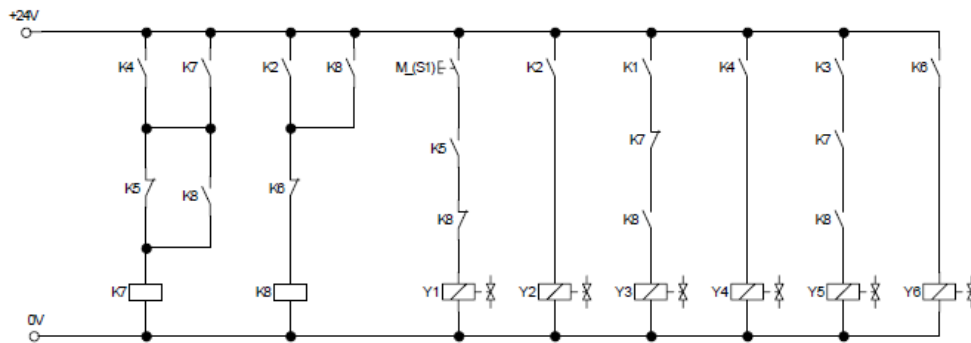 +24V
K4 K7 K2 K8 M_(S1) K2 K1 K4 K3 K6
K5 K7 K7
K5 K8 K6 K8 K8 K8
K7 K8 Y1 Y2 Y3 Y4 Y5 Y6
0V